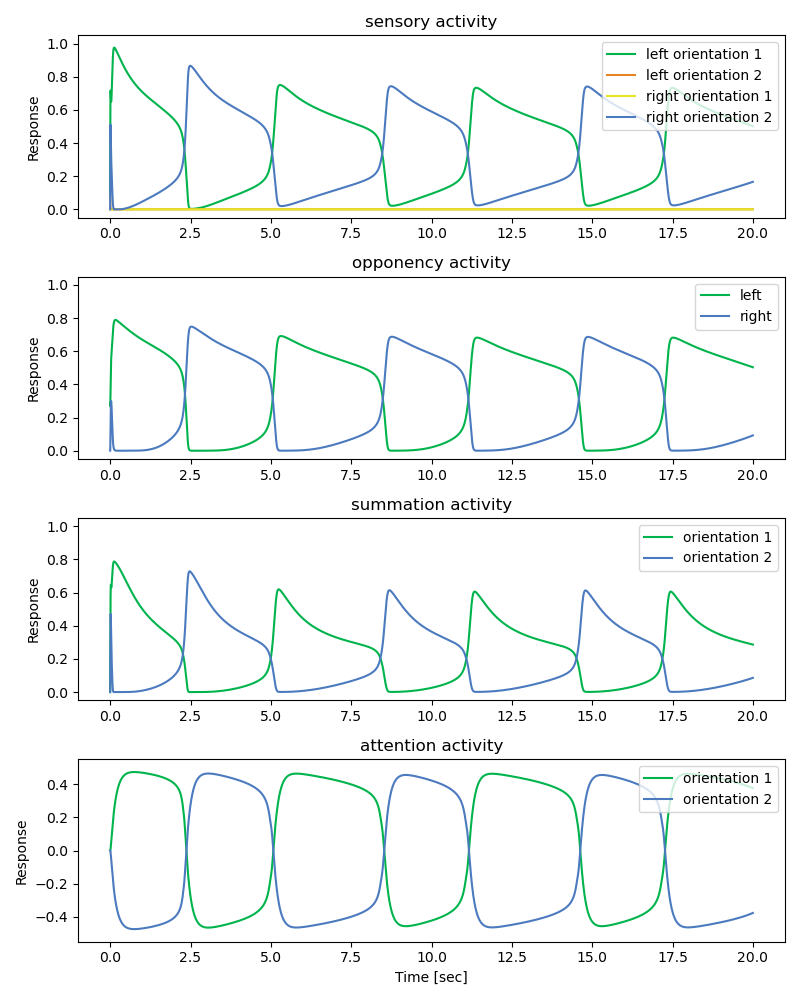 sensory activity
1.0
0.8
0.6
0.4
0.2
0.0
Response
left orientation 1
left orientation 2
right orientation 1
right orientation 2
0.0 2.5 5.0 7.5 10.0 12.5 15.0 17.5 20.0
opponency activity
1.0
0.8
0.6
0.4
0.2
0.0
Response
left
right
0.0 2.5 5.0 7.5 10.0 12.5 15.0 17.5 20.0
summation activity
1.0
0.8
0.6
0.4
0.2
0.0
Response
orientation 1
orientation 2
0.0 2.5 5.0 7.5 10.0 12.5 15.0 17.5 20.0
attention activity
0.4
0.2
0.0
−0.2
−0.4
Response
orientation 1
orientation 2
0.0 2.5 5.0 7.5 10.0 12.5 15.0 17.5 20.0
Time [sec]